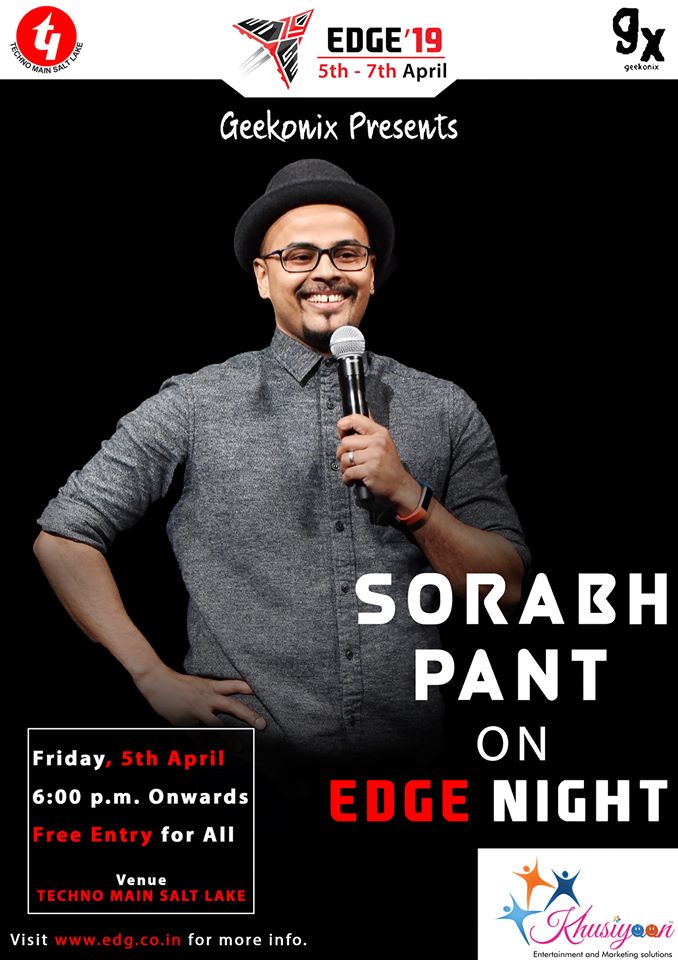 TECHNO MAIN SALT LAKE
EDGE'19
5th - 7th April
gx
geekonix
Geekonix Presents
SORABH
PANT
ON
EDGE NIGHT
Friday, 5th April
6:00 p.m. Onwards
Free Entry for All
Venue
TECHNO MAIN SALT LAKE
Visit www.edg.co.in for more info.
Khusiyaan
Entertainment and Marketing solutions